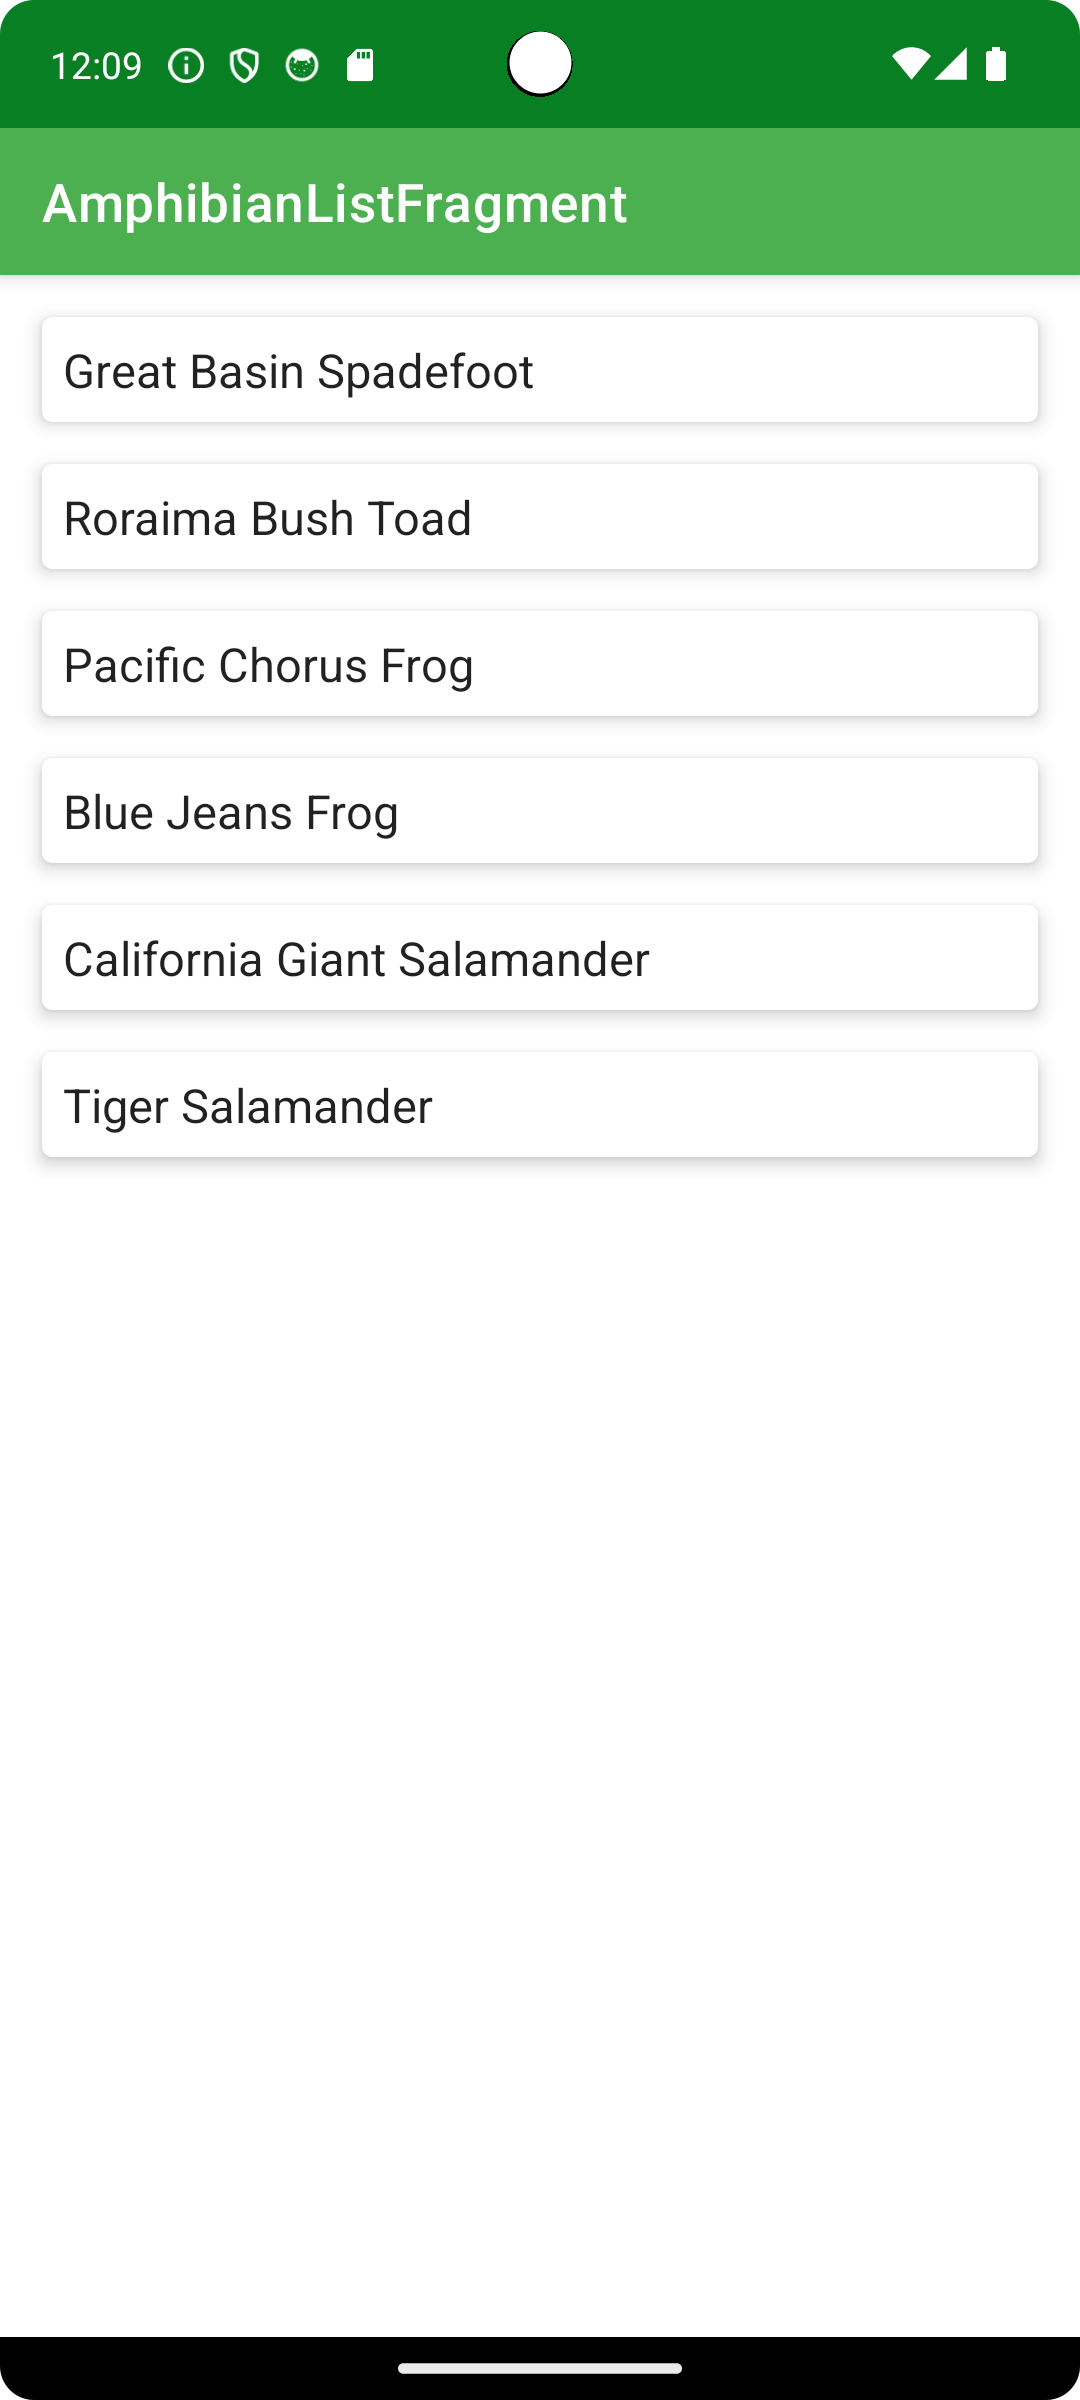 12:09
AmphibianListFragment
Great Basin Spadefoot
Roraima Bush Toad
Pacific Chorus Frog
Blue Jeans Frog
California Giant Salamander
Tiger Salamander